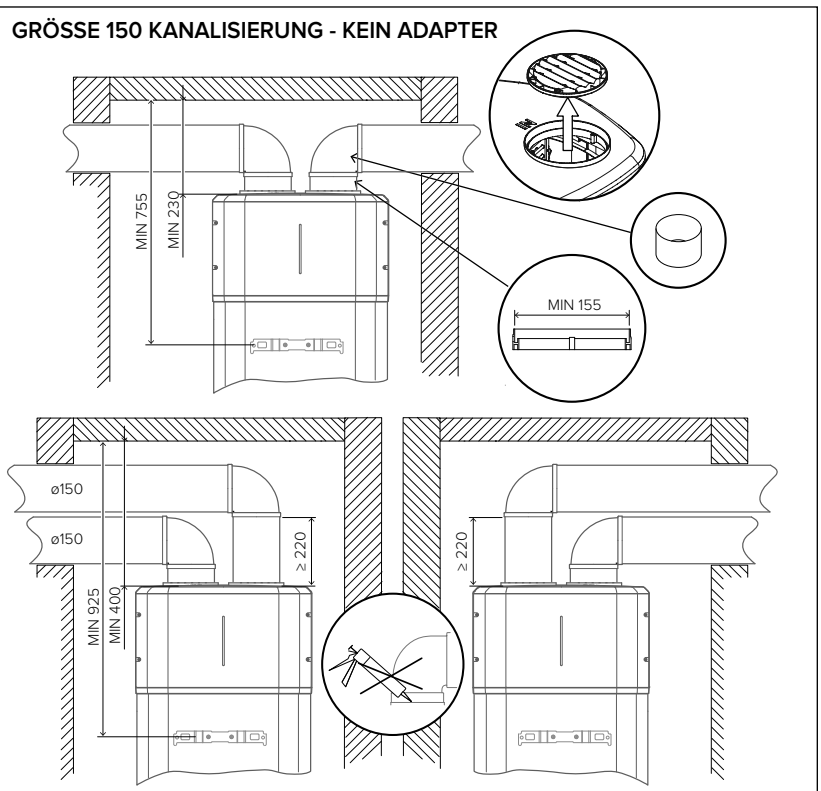 GRÖSSE 150 KANALISIERUNG - KEIN ADAPTER
MIN 755
MIN 230
MIN 155
ø150
ø150
≥ 220
MIN 925
MIN 400
≥ 220